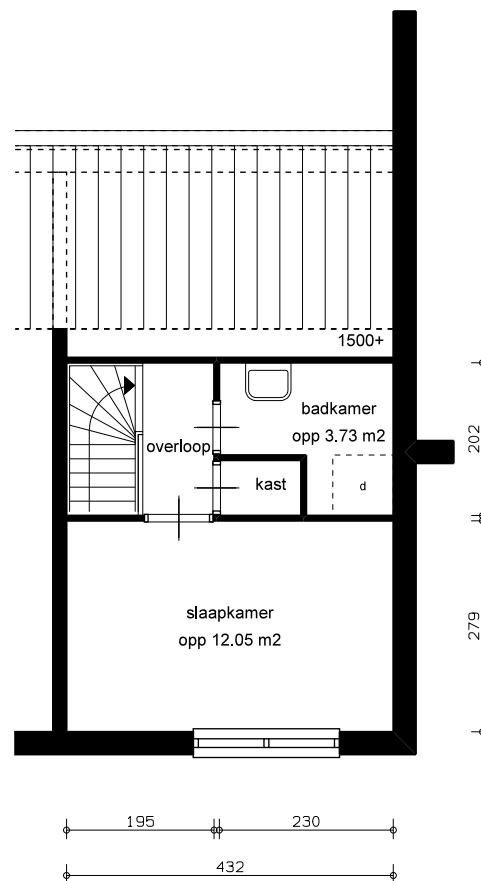 1500+
badkamer
opp 3.73 m2
overloop
kast
d
202
slaapkamer
opp 12.05 m2
279
195
230
432